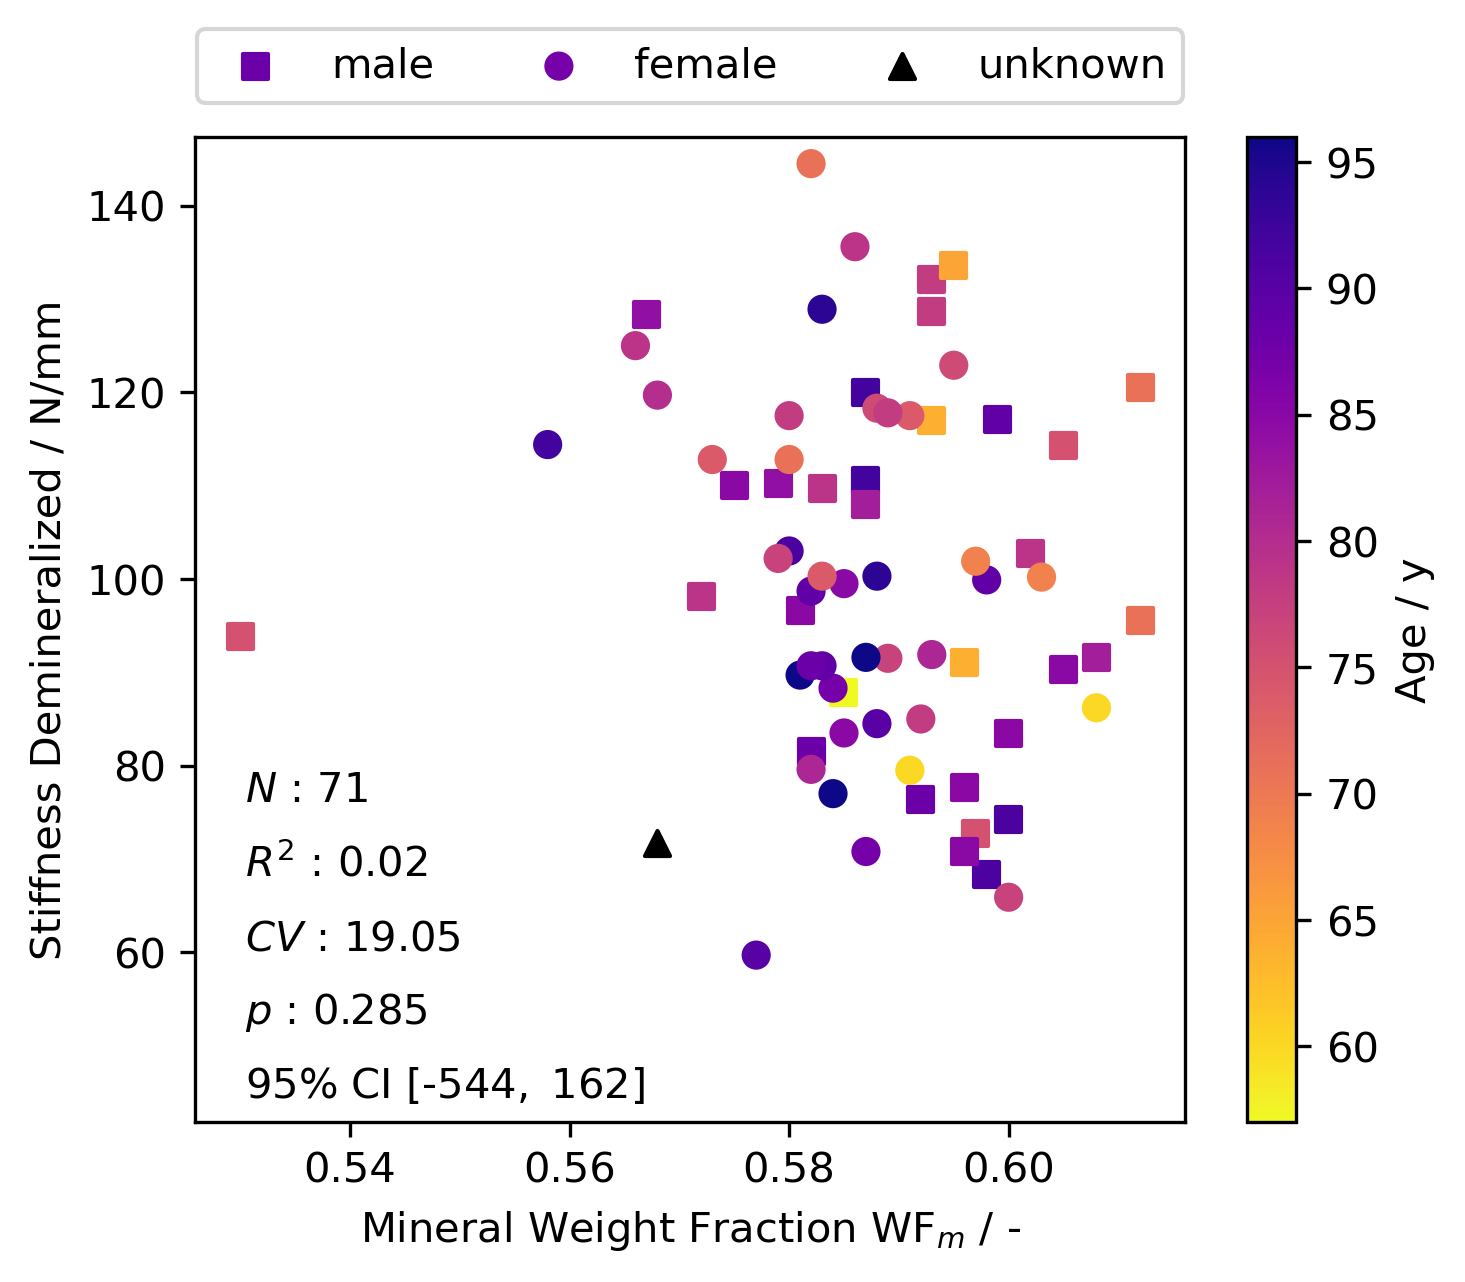 male female unknown
140
120
100
80
60
Stiffness Demineralized / N/mm
N : 71
R² : 0.02
CV : 19.05
p : 0.285
95% CI [-544, 162]
0.54 0.56 0.58 0.60
Mineral Weight Fraction WFₘ / -
95
90
85
80
75
70
65
60
Age / y